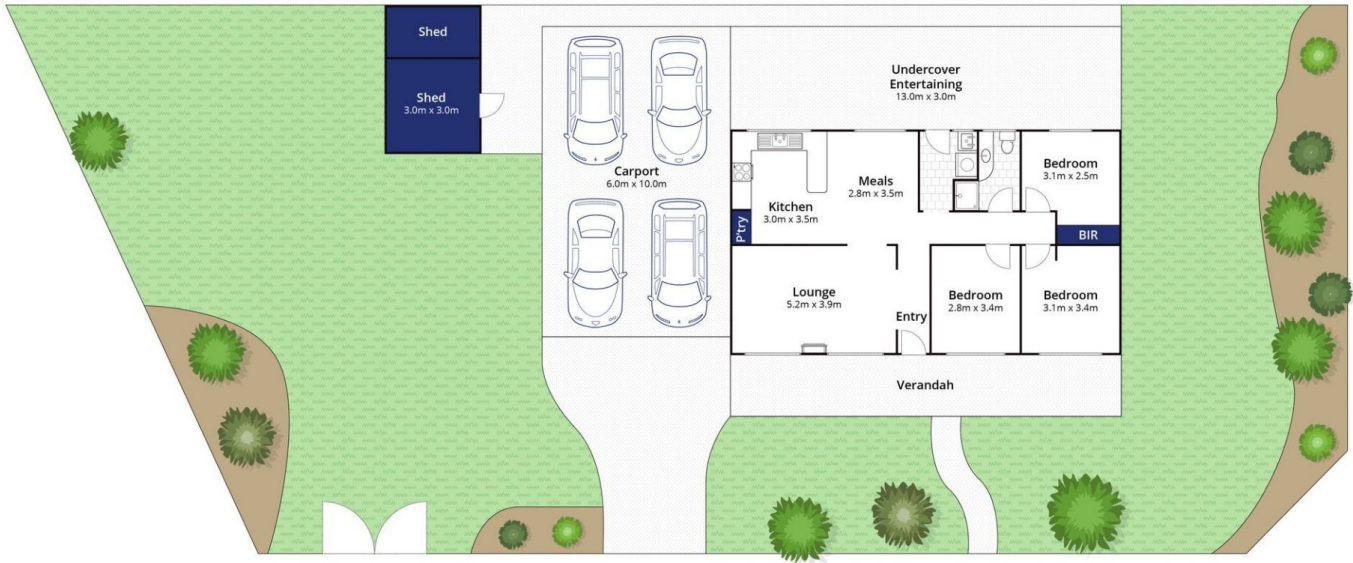 Shed
Shed
3.0m x 3.0m
Carport
6.0m x 10.0m
Undercover
Entertaining
13.0m x 3.0m
Kitchen
3.0m x 3.5m
P'try
Meals
2.8m x 3.5m
Bedroom
3.1m x 2.5m
BIR
Lounge
5.2m x 3.9m
Entry
Bedroom
2.8m x 3.4m
Bedroom
3.1m x 3.4m
Verandah